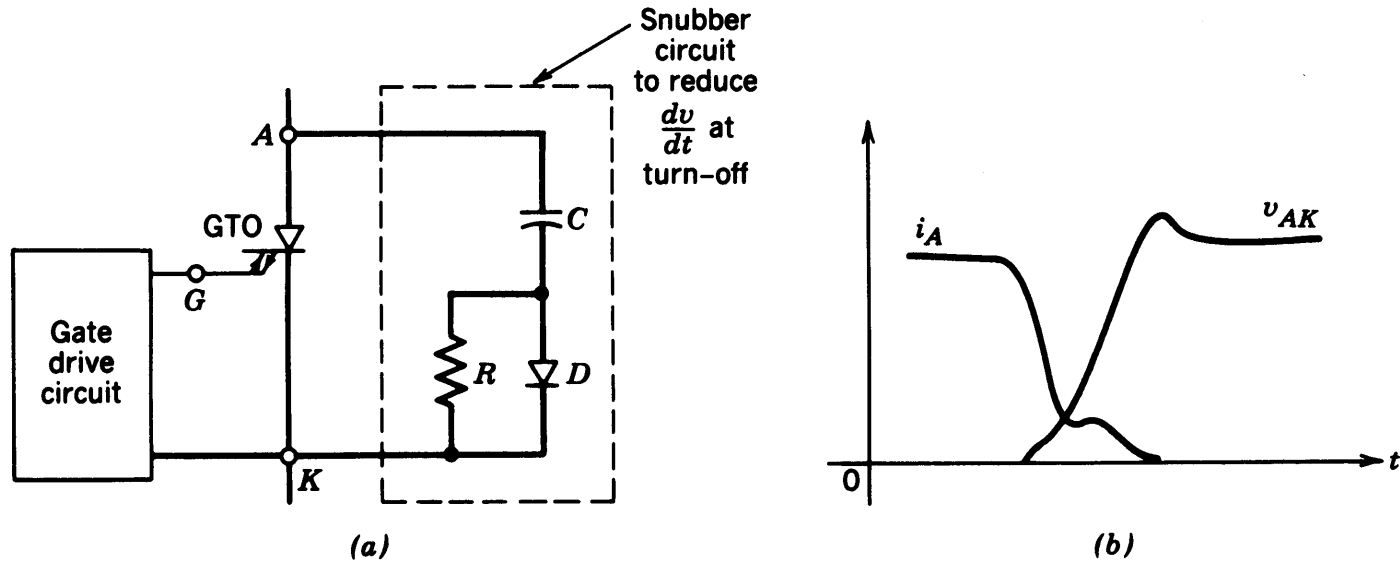 Snubber
circuit
to reduce
dv/dt at
turn-off
A
C
GTO
G
Gate
drive
circuit
R
D
K
(a)
i_A
v_AK
0
t
(b)